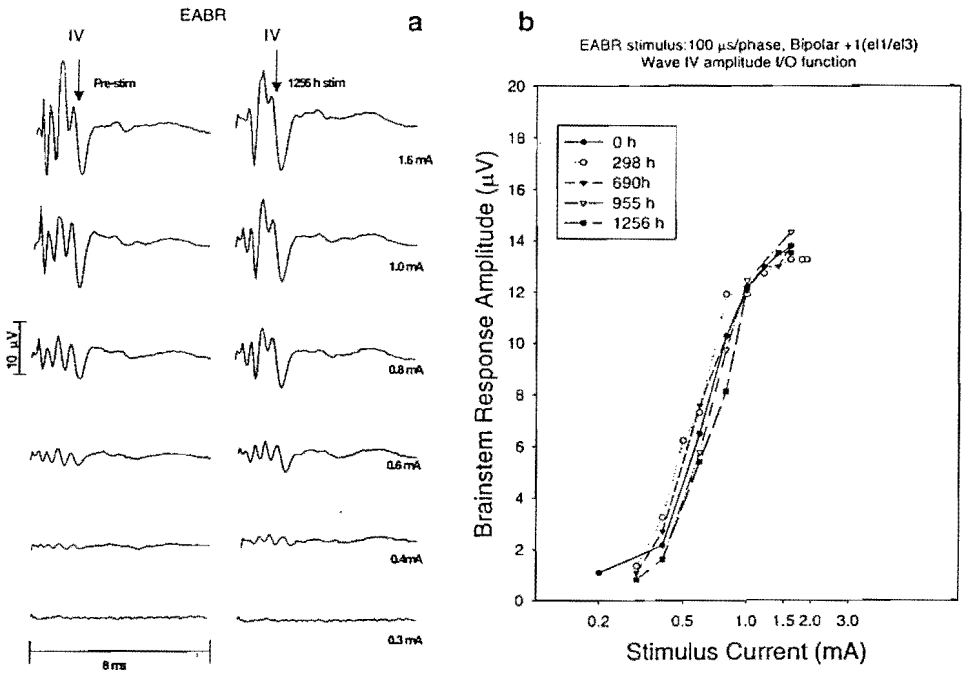 EABR
a
IV
IV
Pre-stim
1256 h stim
1.6 mA
1.0 mA
0.8 mA
10 µV
0.6 mA
0.4 mA
0.3 mA
8 ms
b
EABR stimulus:100 µs/phase, Bipolar +1(el1/el3)
Wave IV amplitude I/O function
Brainstem Response Amplitude (µV)
20
18
16
14
12
10
8
6
4
2
0
0 h
298 h
690h
955 h
1256 h
0.2
0.5
1.0
1.5
2.0
3.0
Stimulus Current (mA)